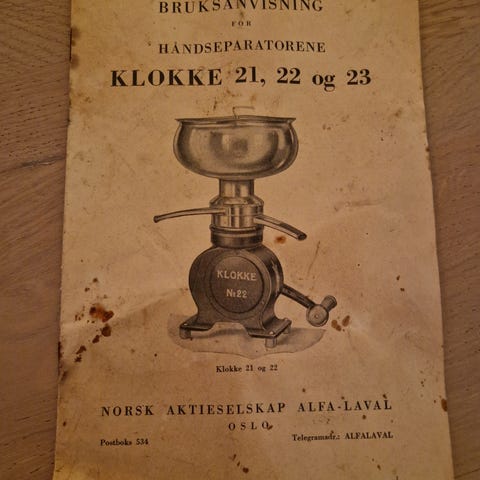 BRUKSANVISNING
FOR
HÅNDSEPARATORENE
KLOKKE 21, 22 og 23
KLOKKE
No 22
Klokke 21 og 22
NORSK AKTIESELSKAP ALFA-LAVAL
OSLO
Postboks 534 Telegramadr.: ALFALAVAL